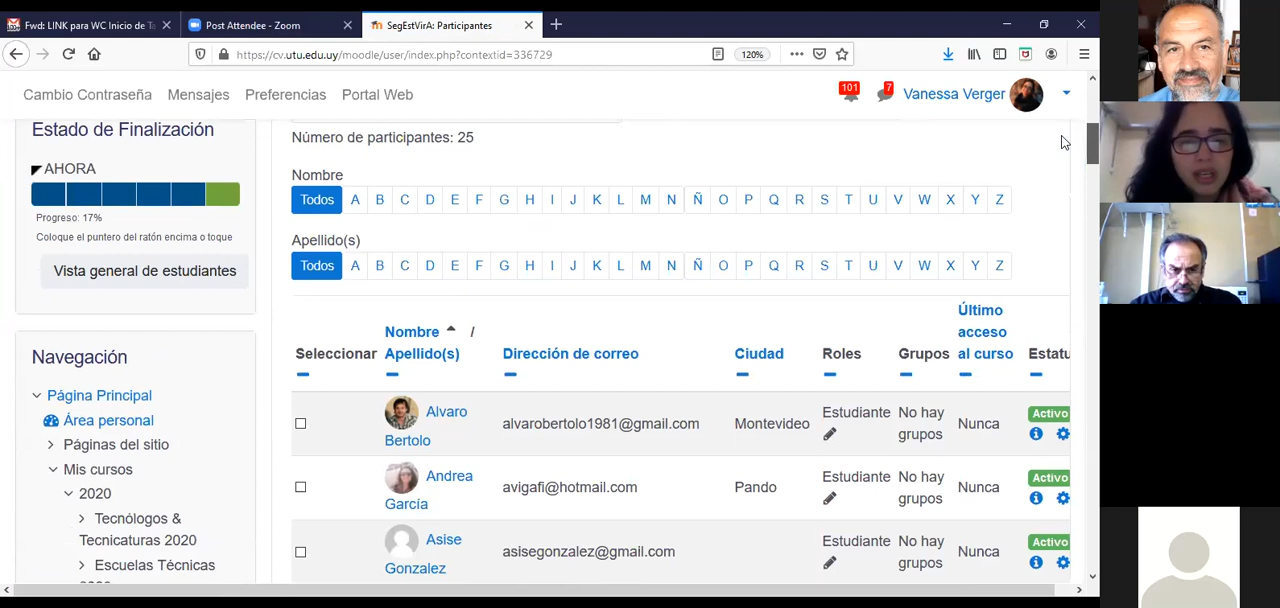 Fwd: LINK para WC Inicio de Te
Post Attendee - Zoom
SegEstVirA: Participantes
https://cv.utu.edu.uy/moodle/user/index.php?contextid=336729
120%
Cambio Contraseña
Mensajes
Preferencias
Portal Web
101
7
Vanessa Verger
Estado de Finalización
AHORA
Progreso: 17%
Coloque el puntero del ratón encima o toque
Vista general de estudiantes
Navegación
Página Principal
Área personal
Páginas del sitio
Mis cursos
2020
Tecnólogos &
Tecnicaturas 2020
Escuelas Técnicas
Número de participantes: 25
Nombre
Todos A B C D E F G H I J K L M N Ñ O P Q R S T U V W X Y Z
Apellido(s)
Todos A B C D E F G H I J K L M N Ñ O P Q R S T U V W X Y Z
Seleccionar
Nombre /
Apellido(s)
Dirección de correo
Ciudad
Roles
Grupos
Último
acceso
al curso
Estatu
Alvaro
Bertolo
alvarobertolo1981@gmail.com
Montevideo
Estudiante
No hay
grupos
Nunca
Activo
Andrea
García
avigafi@hotmail.com
Pando
Estudiante
No hay
grupos
Nunca
Activo
Asise
Gonzalez
asisegonzalez@gmail.com
Estudiante
No hay
grupos
Nunca
Activo